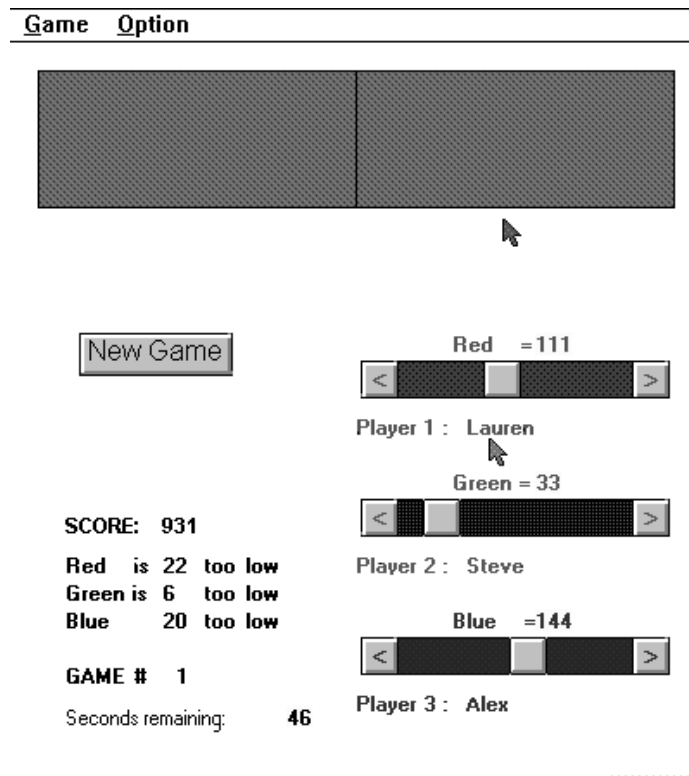 Game Option
New Game
Red =111
< >
Player 1 : Lauren
Green = 33
< >
Player 2 : Steve
Blue =144
< >
Player 3 : Alex
SCORE: 931
Red is 22 too low
Green is 6 too low
Blue 20 too low
GAME # 1
Seconds remaining: 46